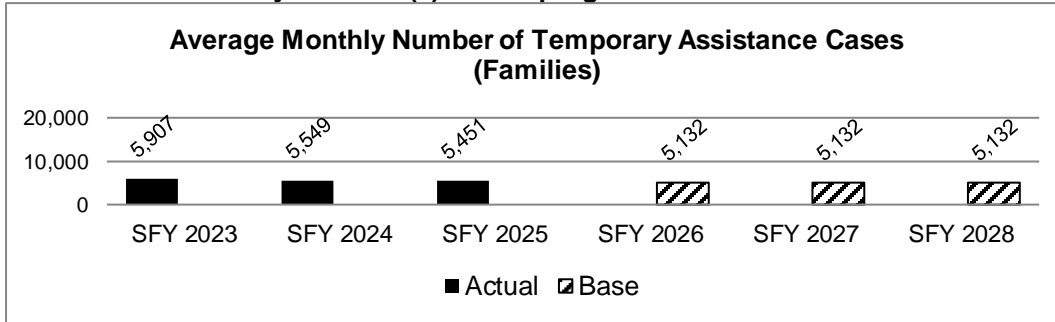 Average Monthly Number of Temporary Assistance Cases
(Families)
20,000
10,000
0
5,907
5,549
5,451
5,132
5,132
5,132
SFY 2023
SFY 2024
SFY 2025
SFY 2026
SFY 2027
SFY 2028
Actual
Base